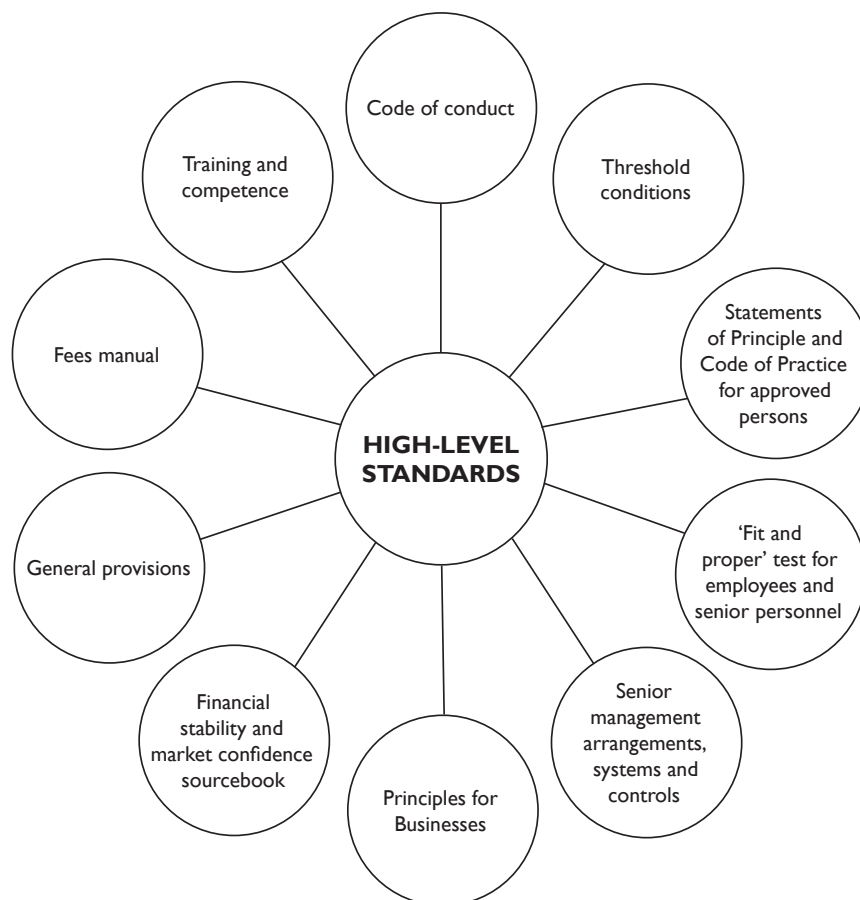 Code of conduct
Training and
competence
Threshold
conditions
Fees manual
Statements
of Principle and
Code of Practice
for approved
persons
HIGH-LEVEL
STANDARDS
General provisions
‘Fit and
proper’ test for
employees and
senior personnel
Financial
stability and
market confidence
sourcebook
Senior
management
arrangements,
systems and
controls
Principles for
Businesses